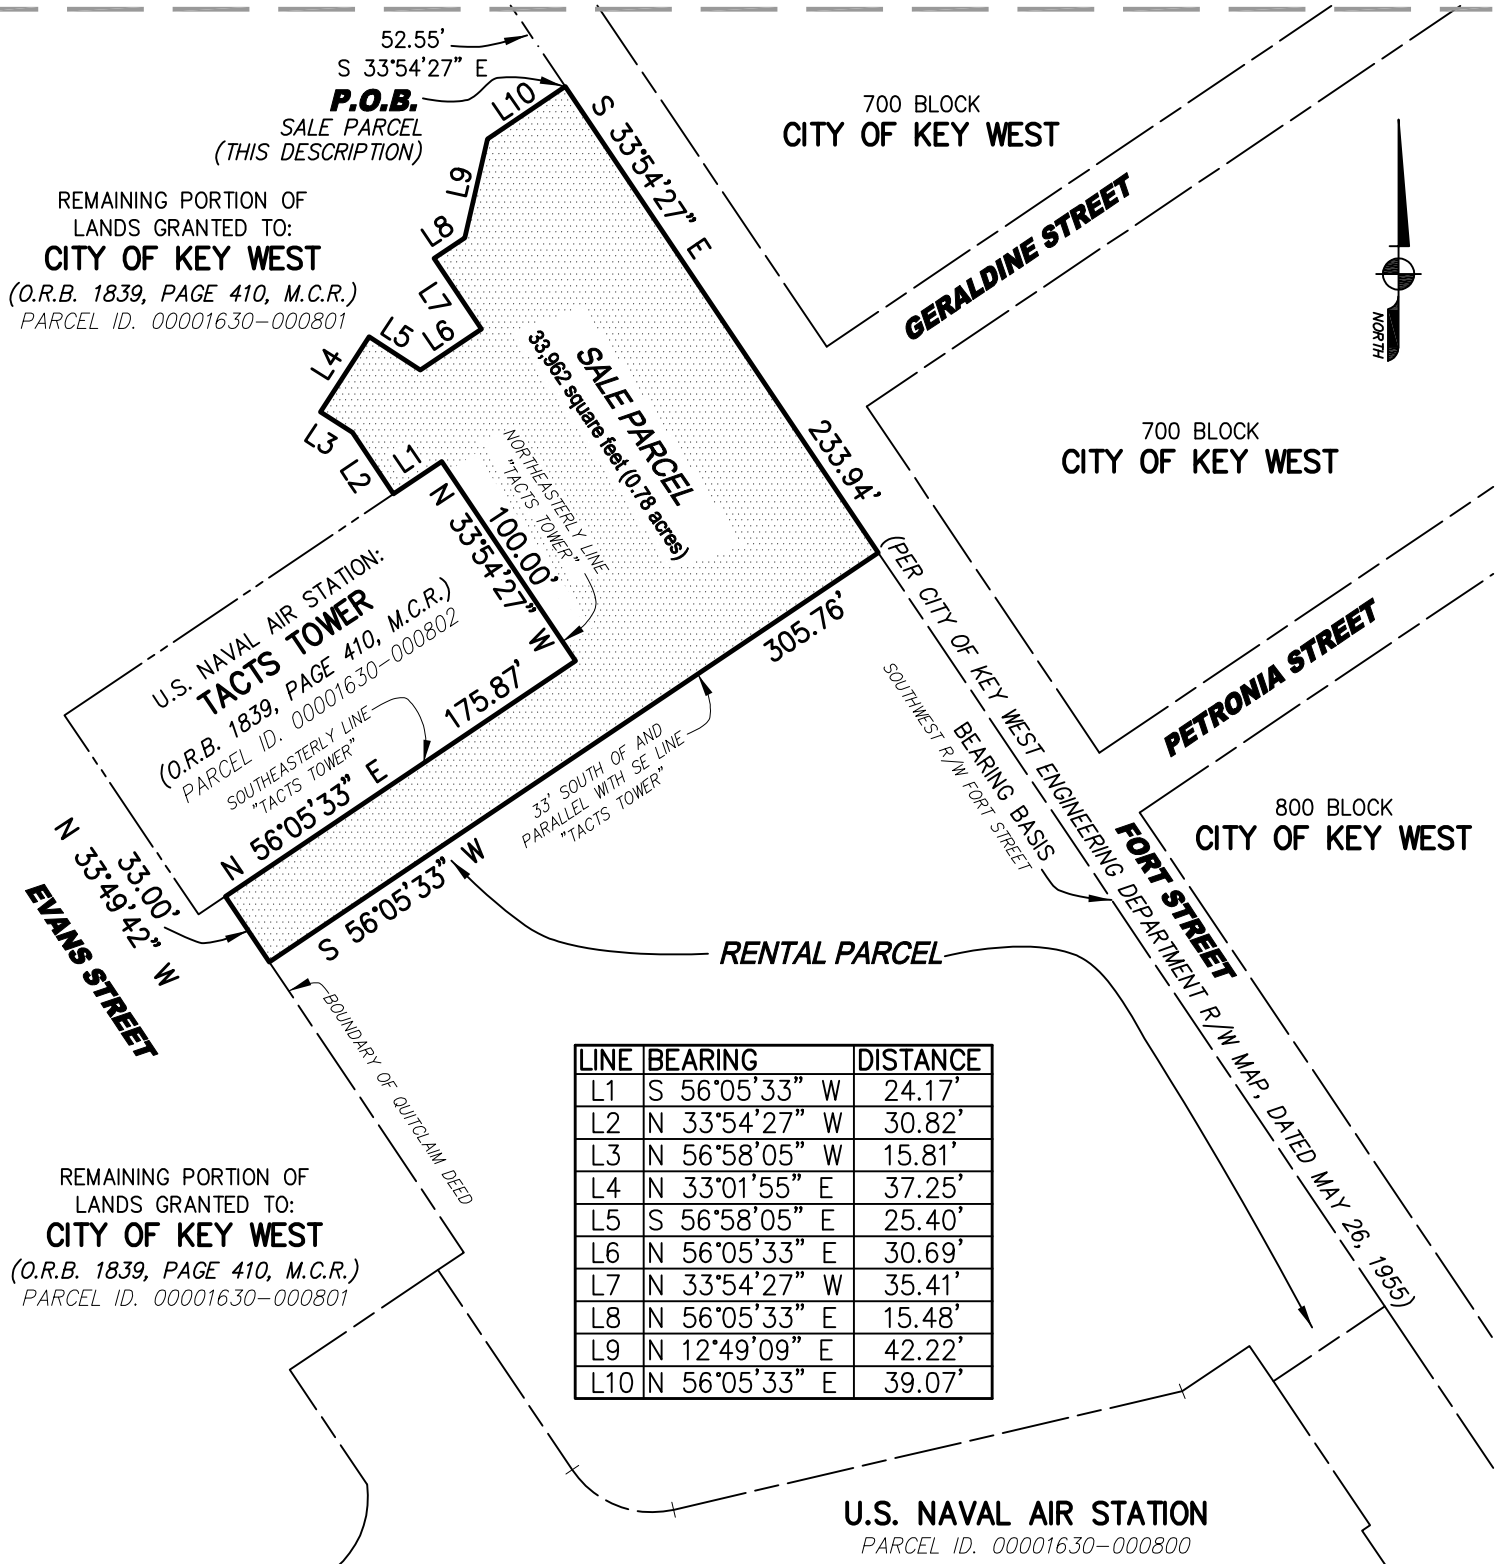 52.55'
S 33°54'27" E
P.O.B.
SALE PARCEL
(THIS DESCRIPTION)
L10
S 33°54'27" E
233.94'
700 BLOCK
CITY OF KEY WEST
GERALDINE STREET
NORTH
REMAINING PORTION OF
LANDS GRANTED TO:
CITY OF KEY WEST
(O.R.B. 1839, PAGE 410, M.C.R.)
PARCEL ID. 00001630-000801
L9
L8
L7
L6
L5
L4
L3
L2
L1
SALE PARCEL
33,962 square feet (0.78 acres)
NORTHEASTERLY LINE
"TACTS TOWER"
100.00'
N 33°54'27" W
700 BLOCK
CITY OF KEY WEST
PETRONIA STREET
U.S. NAVAL AIR STATION:
TACTS TOWER
(O.R.B. 1839, PAGE 410, M.C.R.)
PARCEL ID. 00001630-000802
SOUTHEASTERLY LINE
"TACTS TOWER"
175.87'
N 56°05'33" E
305.76'
S 56°05'33" W
33' SOUTH OF AND
PARALLEL WITH SE LINE
"TACTS TOWER"
33.00'
N 33°49'42" W
EVANS STREET
(PER CITY OF KEY WEST ENGINEERING DEPARTMENT R/W MAP, DATED MAY 26, 1955)
BEARING BASIS
SOUTHWEST R/W FORT STREET
FORT STREET
800 BLOCK
CITY OF KEY WEST
RENTAL PARCEL
BOUNDARY OF QUITCLAIM DEED
LINE BEARING DISTANCE
L1 S 56°05'33" W 24.17'
L2 N 33°54'27" W 30.82'
L3 N 56°58'05" W 15.81'
L4 N 33°01'55" E 37.25'
L5 S 56°58'05" E 25.40'
L6 N 56°05'33" E 30.69'
L7 N 33°54'27" W 35.41'
L8 N 56°05'33" E 15.48'
L9 N 12°49'09" E 42.22'
L10 N 56°05'33" E 39.07'
REMAINING PORTION OF
LANDS GRANTED TO:
CITY OF KEY WEST
(O.R.B. 1839, PAGE 410, M.C.R.)
PARCEL ID. 00001630-000801
U.S. NAVAL AIR STATION
PARCEL ID. 00001630-000800